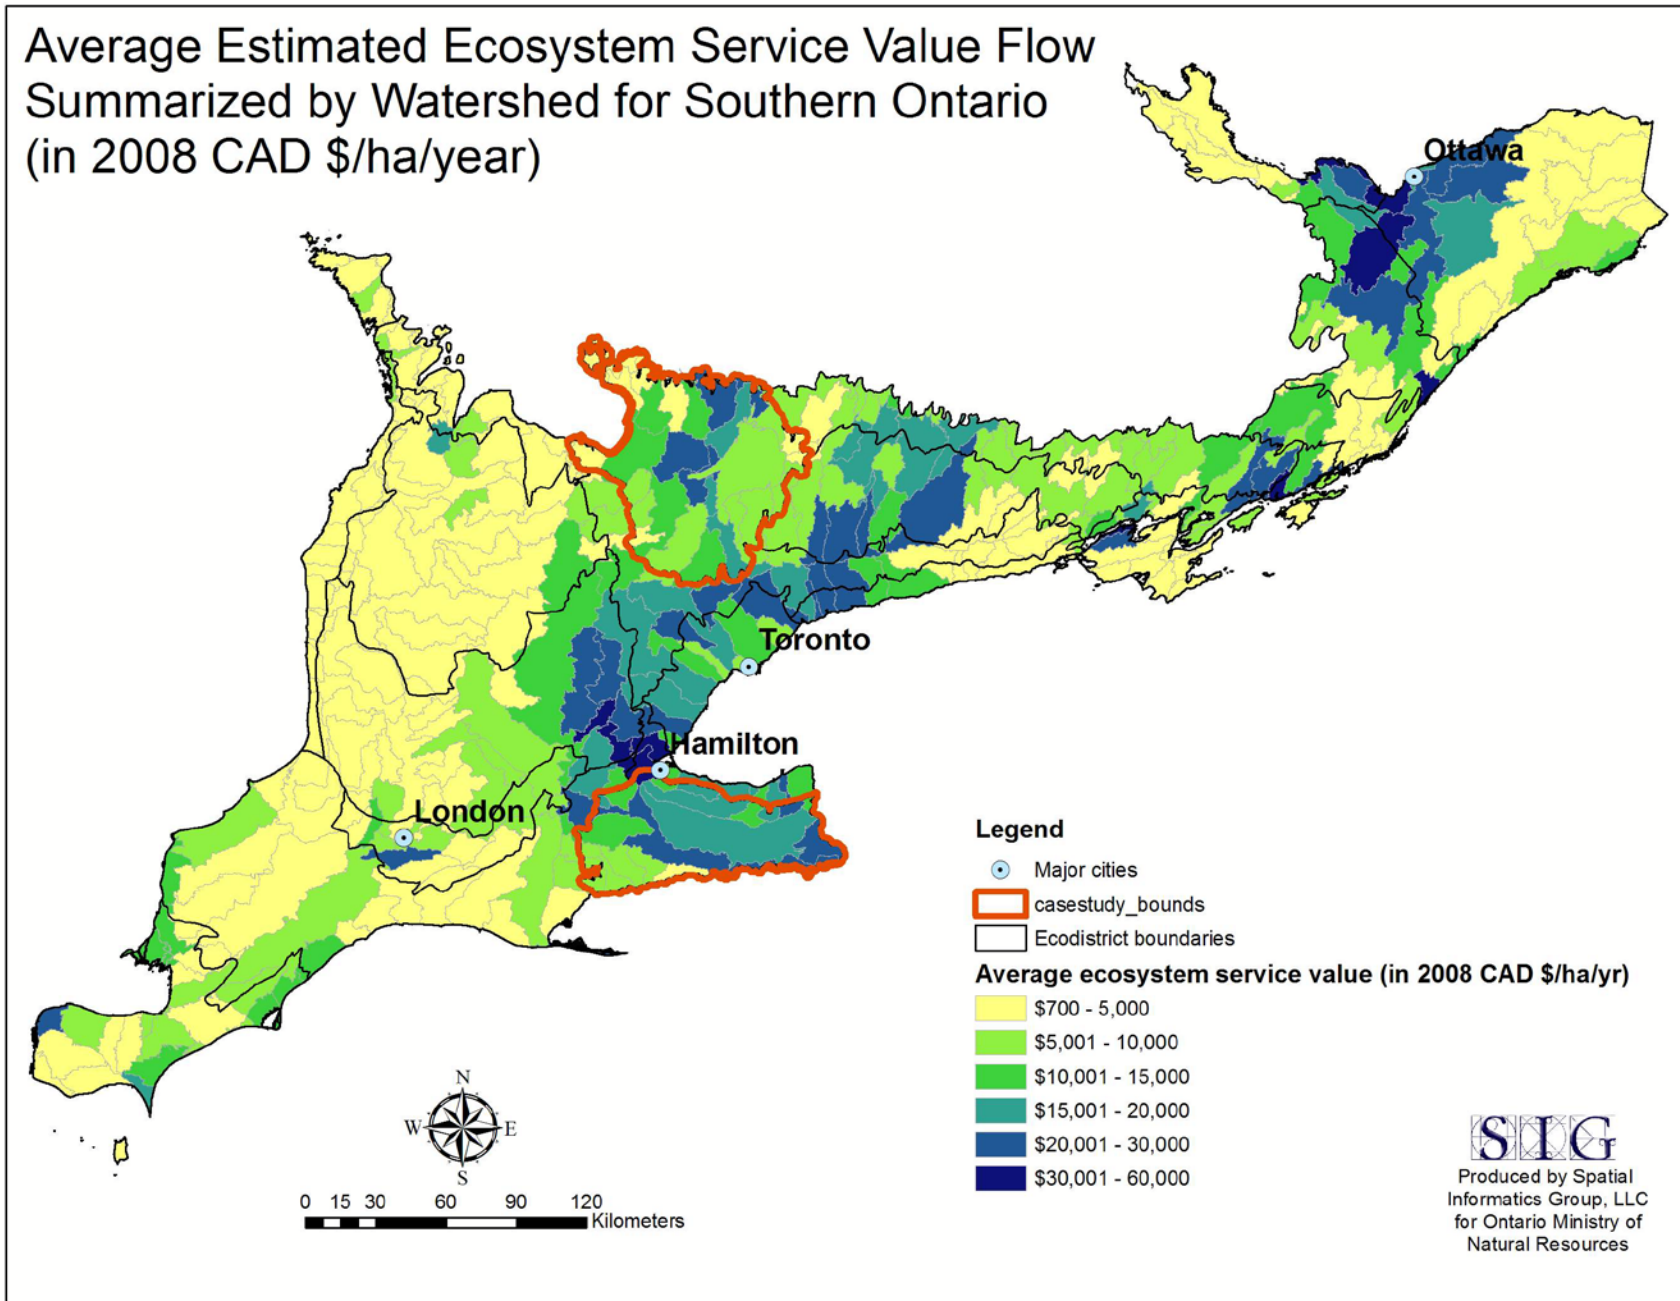 Average Estimated Ecosystem Service Value Flow
Summarized by Watershed for Southern Ontario
(in 2008 CAD $/ha/year)
Ottawa
Toronto
Hamilton
London
Legend
Major cities
casestudy_bounds
Ecodistrict boundaries
Average ecosystem service value (in 2008 CAD $/ha/yr)
$700 - 5,000
$5,001 - 10,000
$10,001 - 15,000
$15,001 - 20,000
$20,001 - 30,000
$30,001 - 60,000
N
W E
S
0 15 30 60 90 120
Kilometers
SIG
Produced by Spatial
Informatics Group, LLC
for Ontario Ministry of
Natural Resources